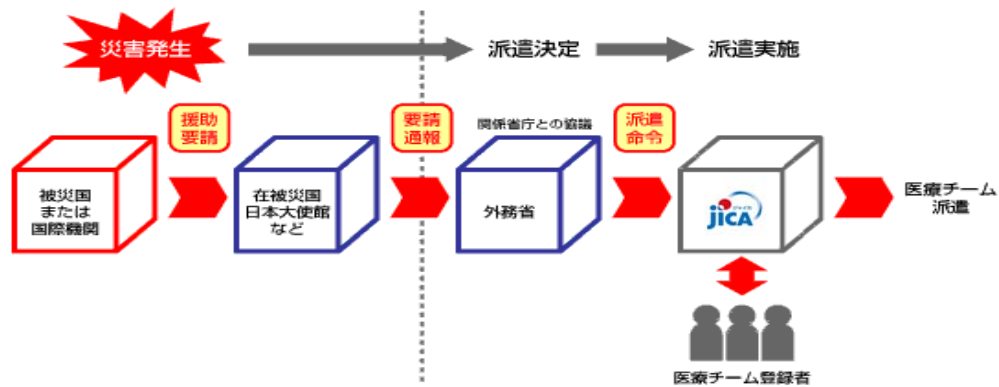 災害発生
派遣決定
派遣実施
援助
要請
要請
通報
関係省庁との協議
派遣
命令
被災国
または
国際機関
在被災国
日本大使館
など
外務省
jICA
医療チーム
派遣
医療チーム登録者